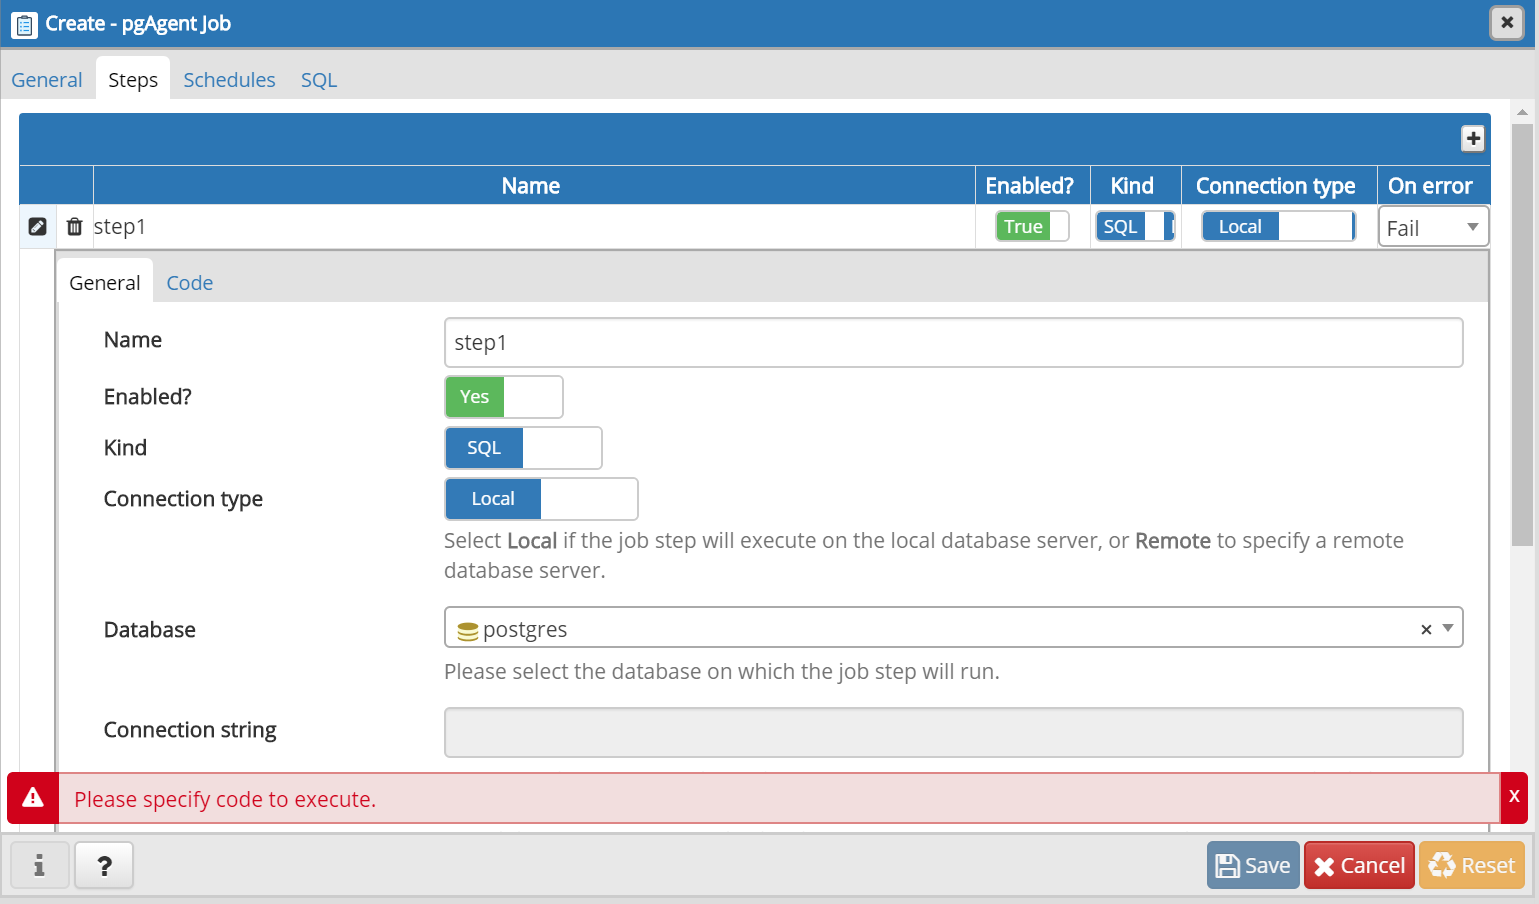 Create - pgAgent Job
General Steps Schedules SQL
Name Enabled? Kind Connection type On error
step1 True SQL Local Fail
General Code
Name step1
Enabled? Yes
Kind SQL
Connection type Local
Select Local if the job step will execute on the local database server, or Remote to specify a remote
database server.
Database postgres
Please select the database on which the job step will run.
Connection string
Please specify code to execute. X
i ? Save Cancel Reset